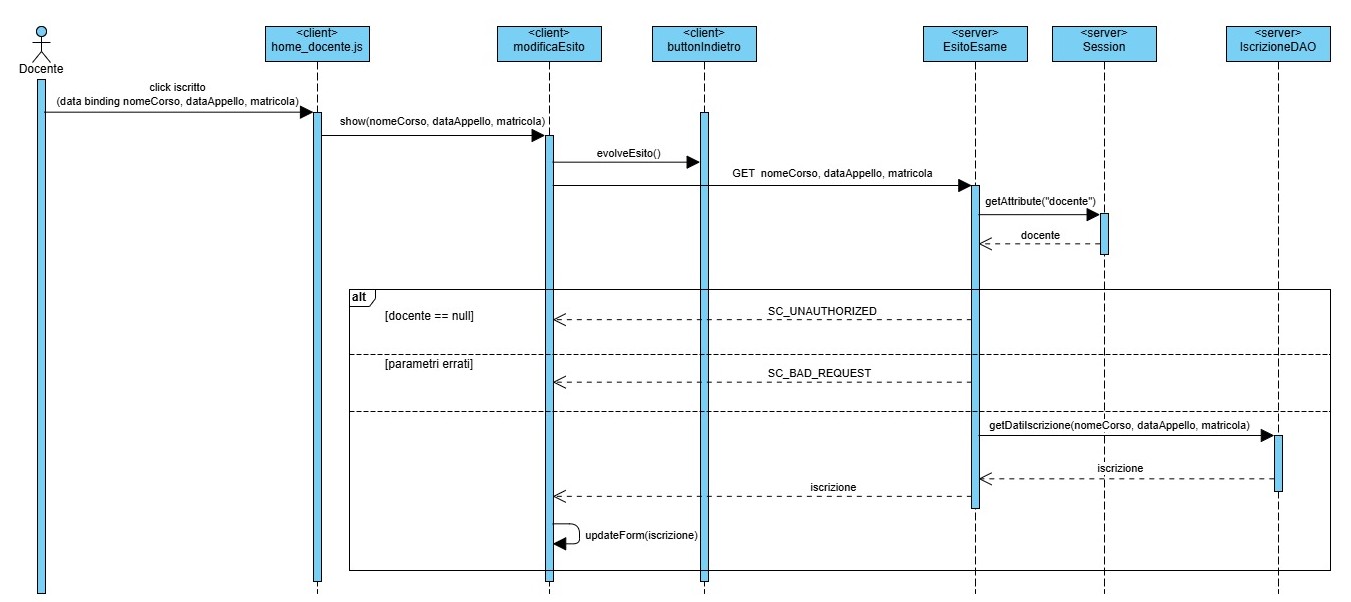 <client>
home_docente.js
<client>
modificaEsito
<client>
buttonIndietro
<server>
EsitoEsame
<server>
Session
<server>
IscrizioneDAO
Docente
click iscritto
(data binding nomeCorso, dataAppello, matricola)
show(nomeCorso, dataAppello, matricola)
evolveEsito()
GET nomeCorso, dataAppello, matricola
getAttribute("docente")
docente
alt
[docente == null]
SC_UNAUTHORIZED
[parametri errati]
SC_BAD_REQUEST
getDatiIscrizione(nomeCorso, dataAppello, matricola)
iscrizione
iscrizione
updateForm(iscrizione)